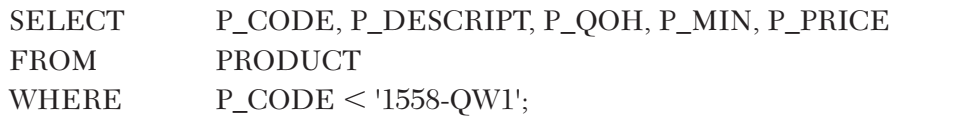 SELECT P_CODE, P_DESCRIPT, P_QOH, P_MIN, P_PRICE
FROM PRODUCT
WHERE P_CODE < '1558-QW1';